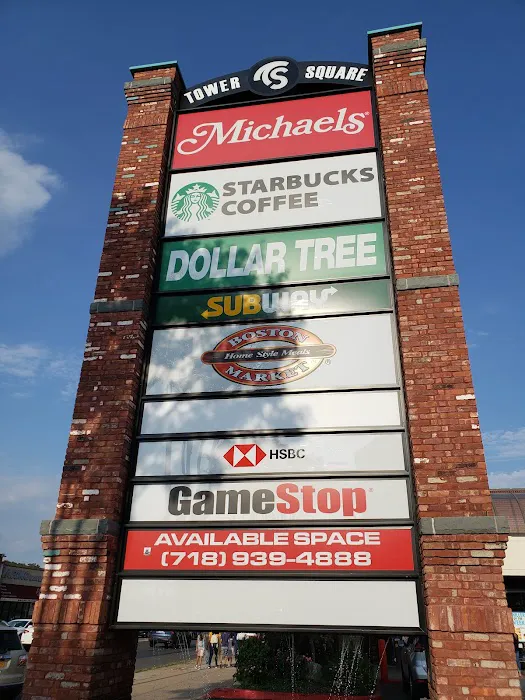 TOWER TS SQUARE
Michaels
STARBUCKS
COFFEE
DOLLAR TREE
SUBWAY
BOSTON
Home Style Meals
MARKET
HSBC
GameStop
AVAILABLE SPACE
(718) 939-4888